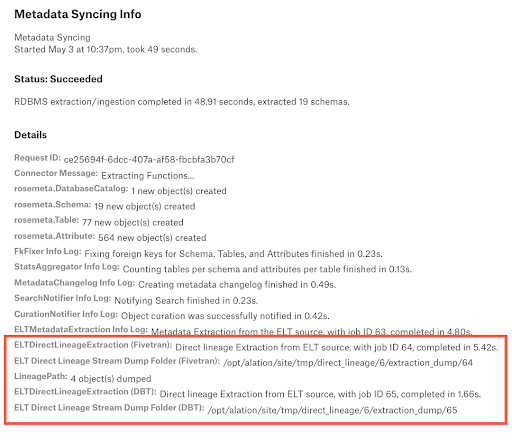 Metadata Syncing Info
Metadata Syncing
Started May 3 at 10:37pm, took 49 seconds.
Status: Succeeded
RDBMS extraction/ingestion completed in 48.91 seconds, extracted 19 schemas.
Details
Request ID: ce25694f-6dcc-407a-af58-fbcbfa3b70cf
Connector Message: Extracting Functions...
rosemeta.DatabaseCatalog: 1 new object(s) created
rosemeta.Schema: 19 new object(s) created
rosemeta.Table: 77 new object(s) created
rosemeta.Attribute: 564 new object(s) created
FkFixer Info Log: Fixing foreign keys for Schema, Tables, and Attributes finished in 0.23s.
StatsAggregator Info Log: Counting tables per schema and attributes per table finished in 0.13s.
MetadataChangelog Info Log: Creating metadata changelog finished in 0.49s.
SearchNotifier Info Log: Notifying Search finished in 0.23s.
CurationNotifier Info Log: Object curation was successfully notified in 0.42s.
ELTMetadataExtraction Info Log: Metadata Extraction from the ELT source, with job ID 63, completed in 4.80s.
ELTDirectLineageExtraction (Fivetran): Direct lineage Extraction from ELT source, with job ID 64, completed in 5.42s.
ELT Direct Lineage Stream Dump Folder (Fivetran): /opt/alation/site/tmp/direct_lineage/6/extraction_dump/64
LineagePath: 4 object(s) dumped
ELTDirectLineageExtraction (DBT): Direct lineage Extraction from ELT source, with job ID 65, completed in 1.66s.
ELT Direct Lineage Stream Dump Folder (DBT): /opt/alation/site/tmp/direct_lineage/6/extraction_dump/65